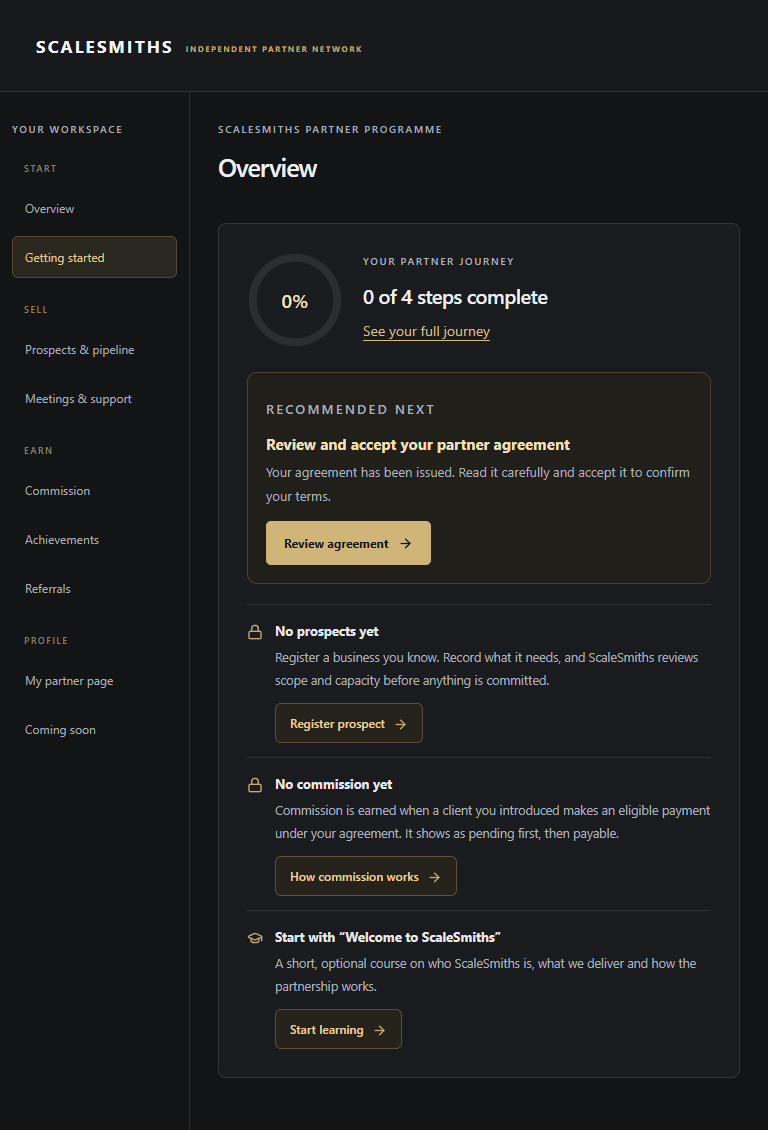 SCALESMITHS INDEPENDENT PARTNER NETWORK
YOUR WORKSPACE
START
Overview
Getting started
SELL
Prospects & pipeline
Meetings & support
EARN
Commission
Achievements
Referrals
PROFILE
My partner page
Coming soon
SCALESMITHS PARTNER PROGRAMME
Overview
0%
YOUR PARTNER JOURNEY
0 of 4 steps complete
See your full journey
RECOMMENDED NEXT
Review and accept your partner agreement
Your agreement has been issued. Read it carefully and accept it to confirm
your terms.
Review agreement →
No prospects yet
Register a business you know. Record what it needs, and ScaleSmiths reviews
scope and capacity before anything is committed.
Register prospect →
No commission yet
Commission is earned when a client you introduced makes an eligible payment
under your agreement. It shows as pending first, then payable.
How commission works →
Start with “Welcome to ScaleSmiths”
A short, optional course on who ScaleSmiths is, what we deliver and how the
partnership works.
Start learning →